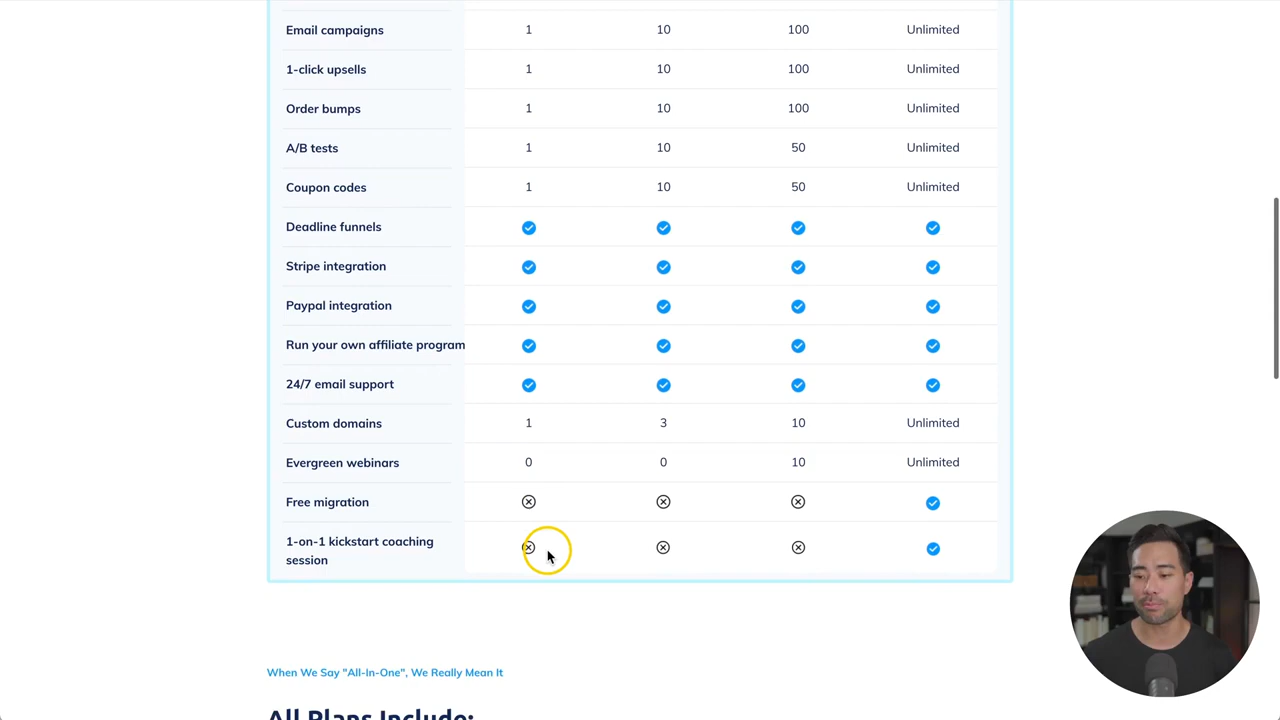 Email campaigns 1 10 100 Unlimited
1-click upsells 1 10 100 Unlimited
Order bumps 1 10 100 Unlimited
A/B tests 1 10 50 Unlimited
Coupon codes 1 10 50 Unlimited
Deadline funnels
Stripe integration
Paypal integration
Run your own affiliate program
24/7 email support
Custom domains 1 3 10 Unlimited
Evergreen webinars 0 0 10 Unlimited
Free migration
1-on-1 kickstart coaching
session
When We Say "All-In-One", We Really Mean It
All Plans Include: